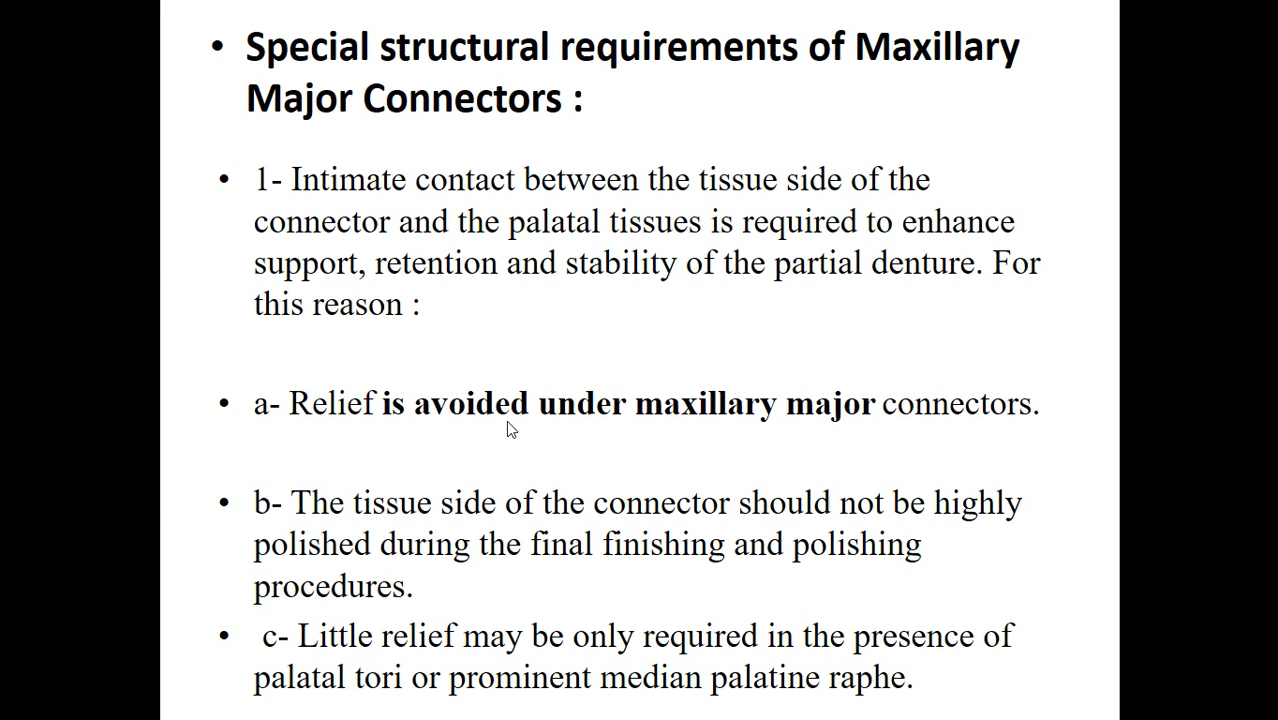 • Special structural requirements of Maxillary
Major Connectors :
• 1- Intimate contact between the tissue side of the
connector and the palatal tissues is required to enhance
support, retention and stability of the partial denture. For
this reason :
• a- Relief is avoided under maxillary major connectors.
• b- The tissue side of the connector should not be highly
polished during the final finishing and polishing
procedures.
• c- Little relief may be only required in the presence of
palatal tori or prominent median palatine raphe.